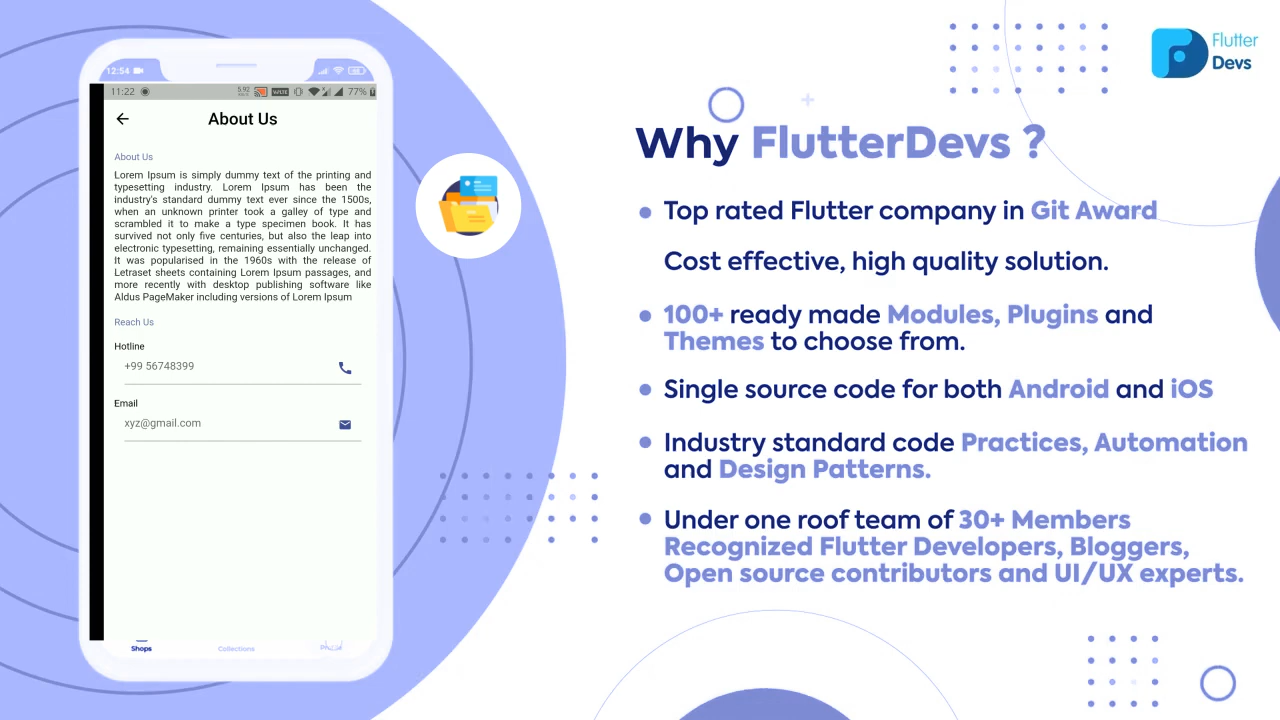 12:54
11:22
5.92
VoLTE
77%
About Us
About Us
Lorem Ipsum is simply dummy text of the printing and
typesetting industry. Lorem Ipsum has been the
industry's standard dummy text ever since the 1500s,
when an unknown printer took a galley of type and
scrambled it to make a type specimen book. It has
survived not only five centuries, but also the leap into
electronic typesetting, remaining essentially unchanged.
It was popularised in the 1960s with the release of
Letraset sheets containing Lorem Ipsum passages, and
more recently with desktop publishing software like
Aldus PageMaker including versions of Lorem Ipsum
Reach Us
Hotline
+99 56748399
Email
xyz@gmail.com
Shops
Collections
Flutter
Devs
Why FlutterDevs ?
Top rated Flutter company in Git Award
Cost effective, high quality solution.
100+ ready made Modules, Plugins and
Themes to choose from.
Single source code for both Android and iOS
Industry standard code Practices, Automation
and Design Patterns.
Under one roof team of 30+ Members
Recognized Flutter Developers, Bloggers,
Open source contributors and UI/UX experts.